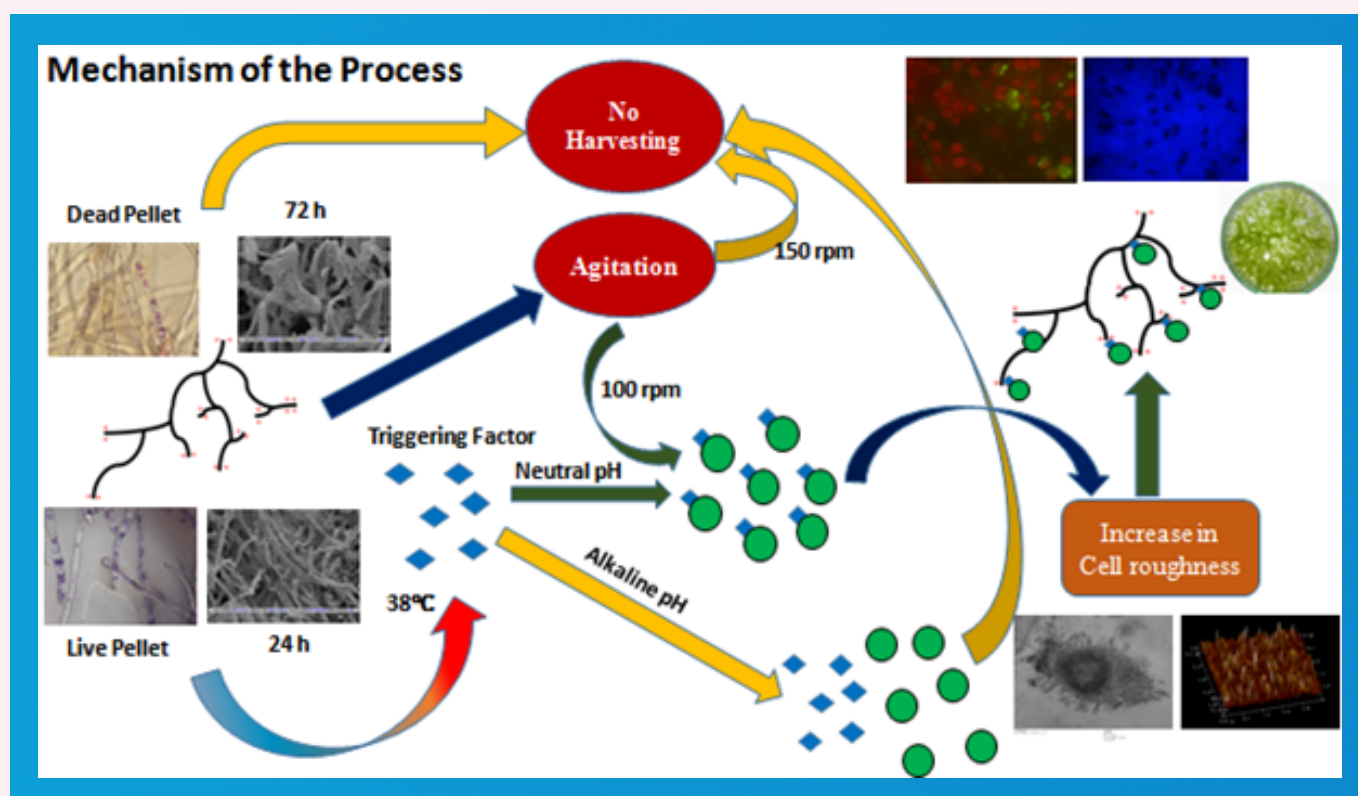 Mechanism of the Process
No
Harvesting
Dead Pellet
72 h
Agitation
150 rpm
100 rpm
Triggering Factor
Neutral pH
Increase in
Cell roughness
Alkaline pH
38°C
Live Pellet
24 h